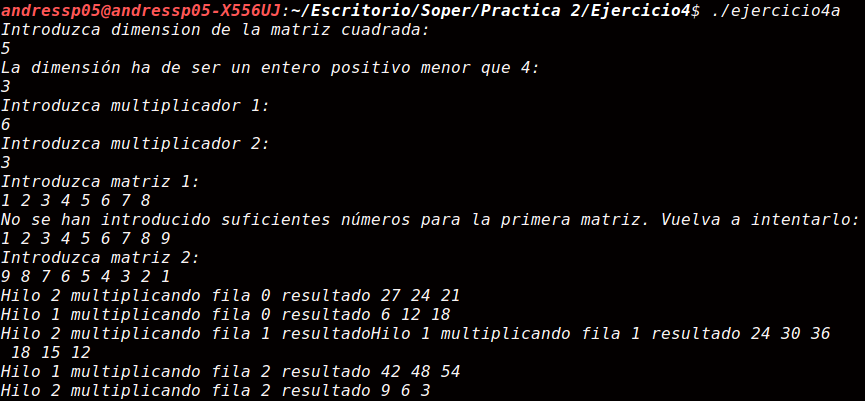 andressp05@andressp05-X556UJ:~/Escritorio/Soper/Practica 2/Ejercicio4$ ./ejercicio4a
Introduzca dimension de la matriz cuadrada:
5
La dimensión ha de ser un entero positivo menor que 4:
3
Introduzca multiplicador 1:
6
Introduzca multiplicador 2:
3
Introduzca matriz 1:
1 2 3 4 5 6 7 8
No se han introducido suficientes números para la primera matriz. Vuelva a intentarlo:
1 2 3 4 5 6 7 8 9
Introduzca matriz 2:
9 8 7 6 5 4 3 2 1
Hilo 2 multiplicando fila 0 resultado 27 24 21
Hilo 1 multiplicando fila 0 resultado 6 12 18
Hilo 2 multiplicando fila 1 resultadoHilo 1 multiplicando fila 1 resultado 24 30 36
 18 15 12
Hilo 1 multiplicando fila 2 resultado 42 48 54
Hilo 2 multiplicando fila 2 resultado 9 6 3